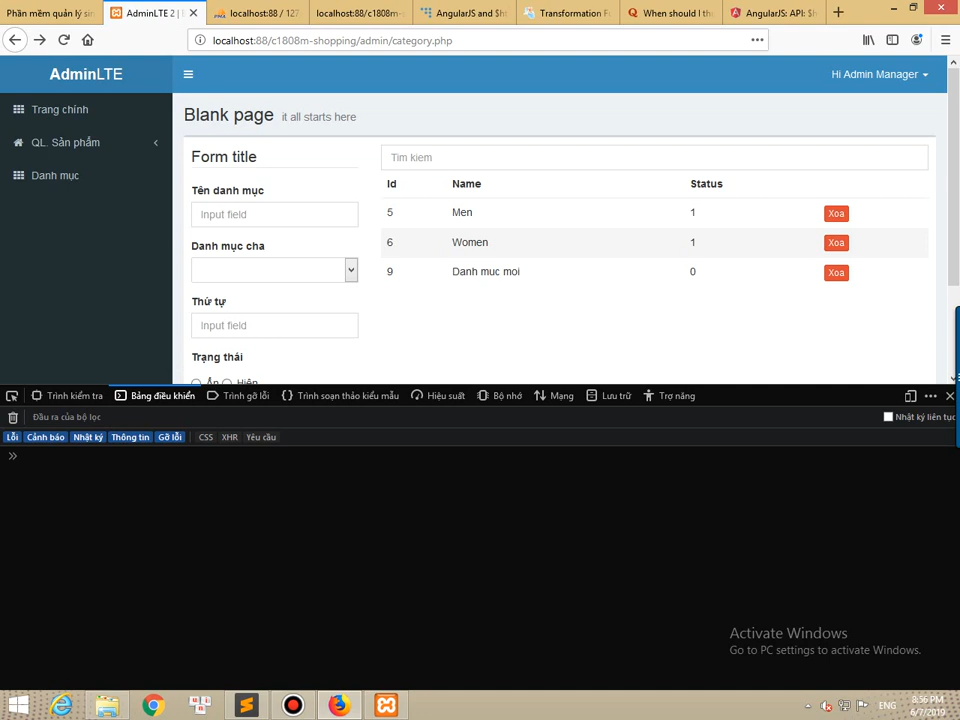 Phần mềm quản lý sin
AdminLTE 2 | B
localhost:88 / 127
localhost:88/c1808m-s
AngularJS and $ht
Transformation F
When should I the
AngularJS: API: $h
localhost:88/c1808m-shopping/admin/category.php
AdminLTE
Hi Admin Manager
Trang chính
QL. Sản phẩm
Danh mục
Blank page it all starts here
Form title
Tên danh mục
Input field
Danh mục cha
Thứ tự
Input field
Trạng thái
Ẩn Hiện
Tim kiem
Id Name Status
5 Men 1 Xoa
6 Women 1 Xoa
9 Danh muc moi 0 Xoa
Trình kiểm tra Bảng điều khiển Trình gỡ lỗi Trình soạn thảo kiểu mẫu Hiệu suất Bộ nhớ Mạng Lưu trữ Trợ năng
Đầu ra của bộ lọc
Nhật ký liên tục
Lỗi Cảnh báo Nhật ký Thông tin Gỡ lỗi CSS XHR Yêu cầu
Activate Windows
Go to PC settings to activate Windows.
ENG
8:56 PM
6/7/2019